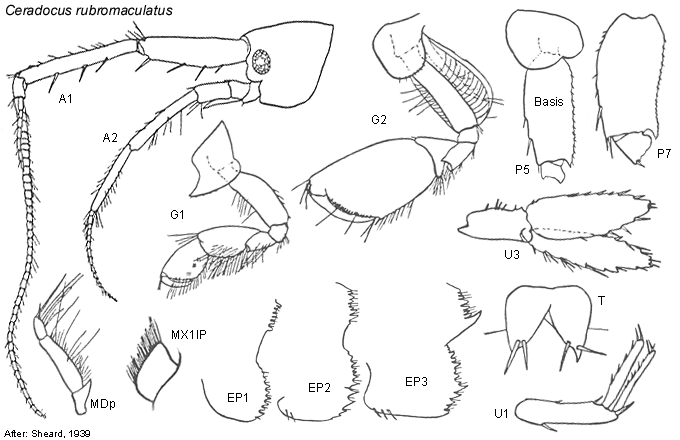 Ceradocus rubromaculatus
A1
A2
G1
G2
Basis
P5
P7
U3
MDp
MX1IP
EP1
EP2
EP3
T
U1
After: Sheard, 1939